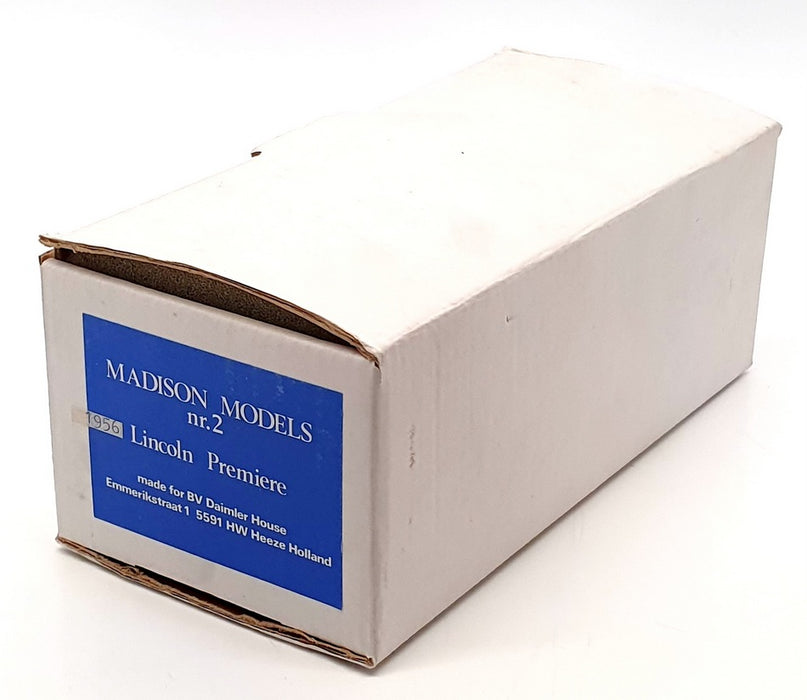 MADISON MODELS
nr.2
1956 Lincoln Premiere
made for BV Daimler House
Emmerikstraat 1 5591 HW Heeze Holland